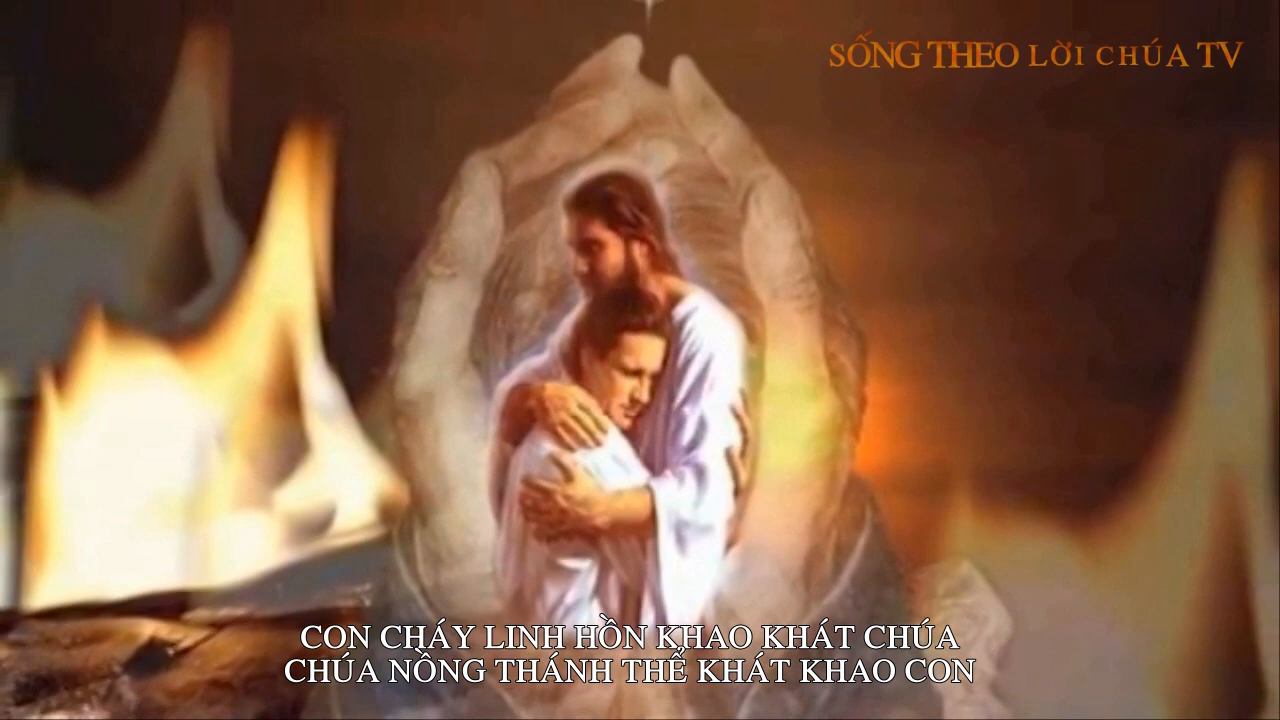 SỐNG THEO LỜI CHÚA TV
CON CHÁY LINH HỒN KHAO KHÁT CHÚA
CHÚA NỒNG THÁNH THỂ KHÁT KHAO CON